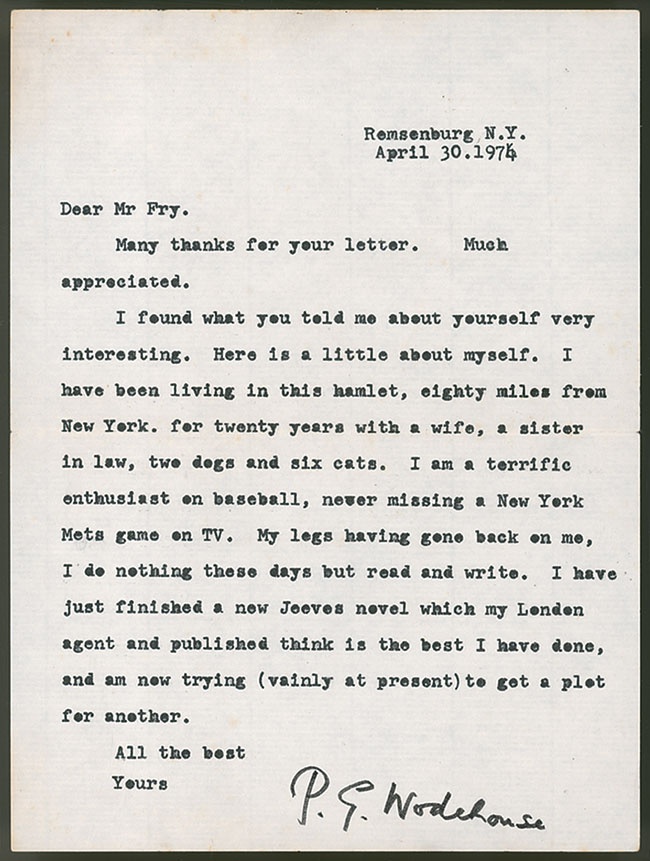 Remsenburg N.Y.
April 30.1974
Dear Mr Fry.
Many thanks for your letter. Much
appreciated.
I found what you told me about yourself very
interesting. Here is a little about myself. I
have been living in this hamlet, eighty miles from
New York. for twenty years with a wife, a sister
in law, two dogs and six cats. I am a terrific
enthusiast on baseball, never missing a New York
Mets game on TV. My legs having gone back on me,
I do nothing these days but read and write. I have
just finished a new Jeeves novel which my London
agent and published think is the best I have done,
and am now trying (vainly at present)to get a plot
for another.
All the best
Yours
P. G. Wodehouse